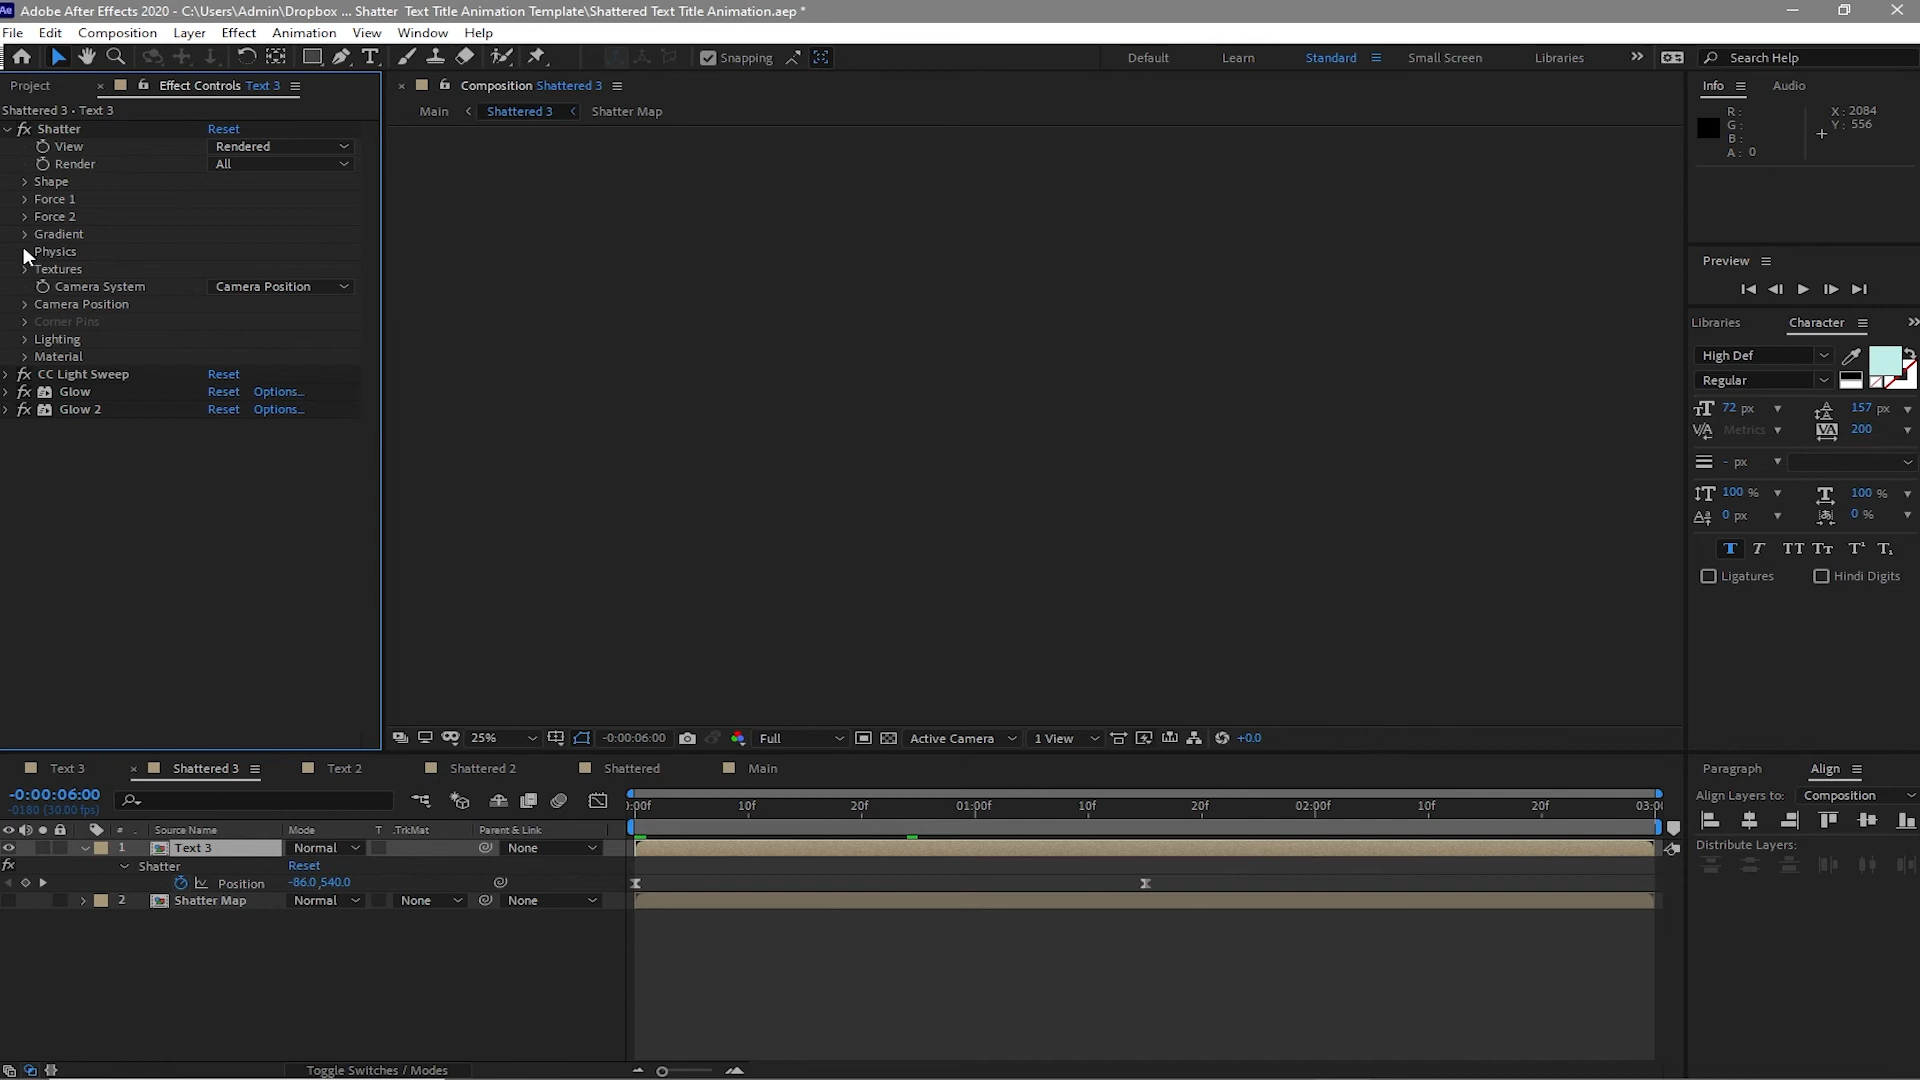 Ae Adobe After Effects 2020 - C:\Users\Admin\Dropbox ... Shatter  Text Title Animation Template\Shattered Text Title Animation.aep *
File Edit Composition Layer Effect Animation View Window Help
T Snapping Default Learn Standard Small Screen Libraries Search Help
Project Effect Controls Text 3
Composition Shattered 3
Info Audio
Shattered 3 • Text 3
Main Shattered 3 Shatter Map
R: X: 2084
G: Y: 556
B:
A: 0
fx Shatter Reset
View Rendered
Render All
Shape
Force 1
Force 2
Gradient
Physics
Textures
Camera System Camera Position
Camera Position
Corner Pins
Lighting
Material
fx CC Light Sweep Reset
fx Glow Reset Options...
fx Glow 2 Reset Options...
Preview
Libraries Character
High Def
Regular
72 px 157 px
Metrics 200
- px
100 % 100 %
0 px 0 %
T T TT Tт T¹ T₁
Ligatures Hindi Digits
25% -0:00:06:00 Full Active Camera 1 View +0.0
Text 3 Shattered 3 Text 2 Shattered 2 Shattered Main
-0:00:06:00
-0180 (30.00 fps)
):00f 10f 20f 01:00f 10f 20f 02:00f 10f 20f 03:0(
# Source Name Mode T .TrkMat Parent & Link
1 Text 3 Normal None
fx Shatter Reset
Position -86.0,540.0
2 Shatter Map Normal None None
Toggle Switches / Modes
Paragraph Align
Align Layers to: Composition
Distribute Layers: